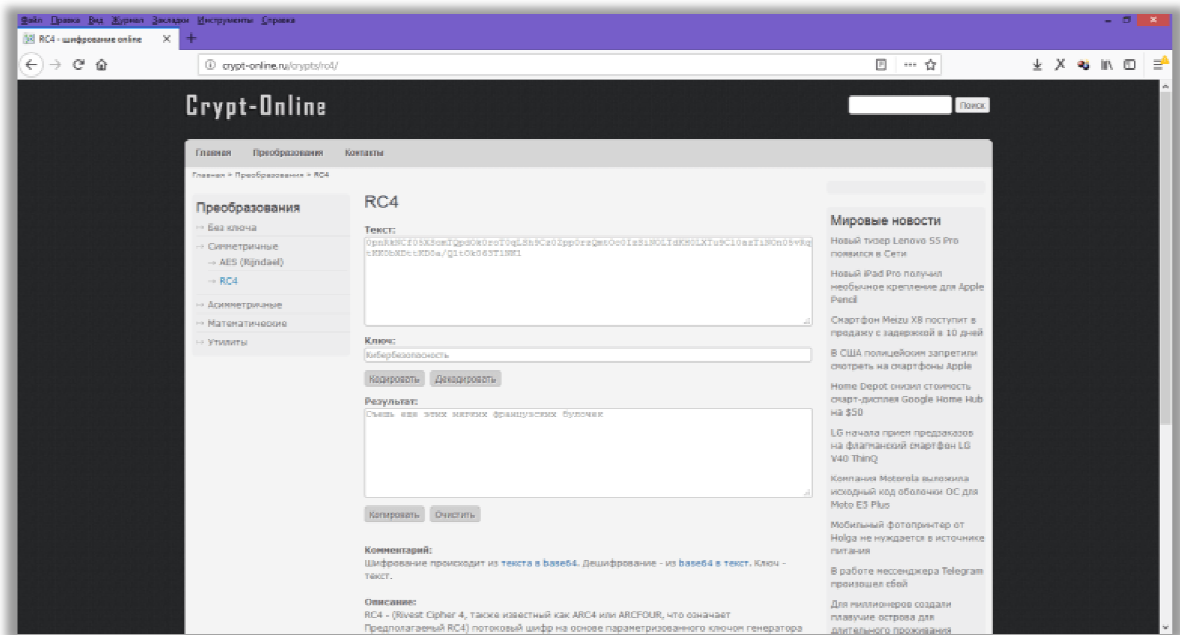 Файл Правка Вид Журнал Закладки Инструменты Справка
RC4 - шифрование online
crypt-online.ru/crypts/rc4/
Crypt-Online
Поиск
Главная Преобразования Контакты
Главная » Преобразования » RC4
Преобразования
Без ключа
Симметричные
AES (Rijndael)
RC4
Асимметричные
Математические
Утилиты
RC4
Текст:
Ключ:
Кибербезопасность
Кодировать Декодировать
Результат:
Съешь еще этих мягких французских булочек
Копировать Очистить
Комментарий:
Шифрование происходит из текста в base64. Дешифрование - из base64 в текст. Ключ -
текст.
Описание:
RC4 - (Rivest Cipher 4, также известный как ARC4 или ARCFOUR, что означает
Предполагаемый RC4) потоковый шифр на основе параметризованного ключом генератора
Мировые новости
Новый тизер Lenovo S5 Pro
появился в Сети
Новый iPad Pro получил
необычное крепление для Apple
Pencil
Смартфон Meizu X8 поступит в
продажу с задержкой в 10 дней
В США полицейским запретили
смотреть на смартфоны Apple
Home Depot снизил стоимость
смарт-дисплея Google Home Hub
на $50
LG начала прием предзаказов
на флагманский смартфон LG
V40 ThinQ
Компания Motorola выложила
исходный код оболочки ОС для
Moto E5 Plus
Мобильный фотопринтер от
Holga не нуждается в источнике
питания
В работе мессенджера Telegram
произошел сбой
Для миллионеров создали
плавучие острова для
длительного проживания